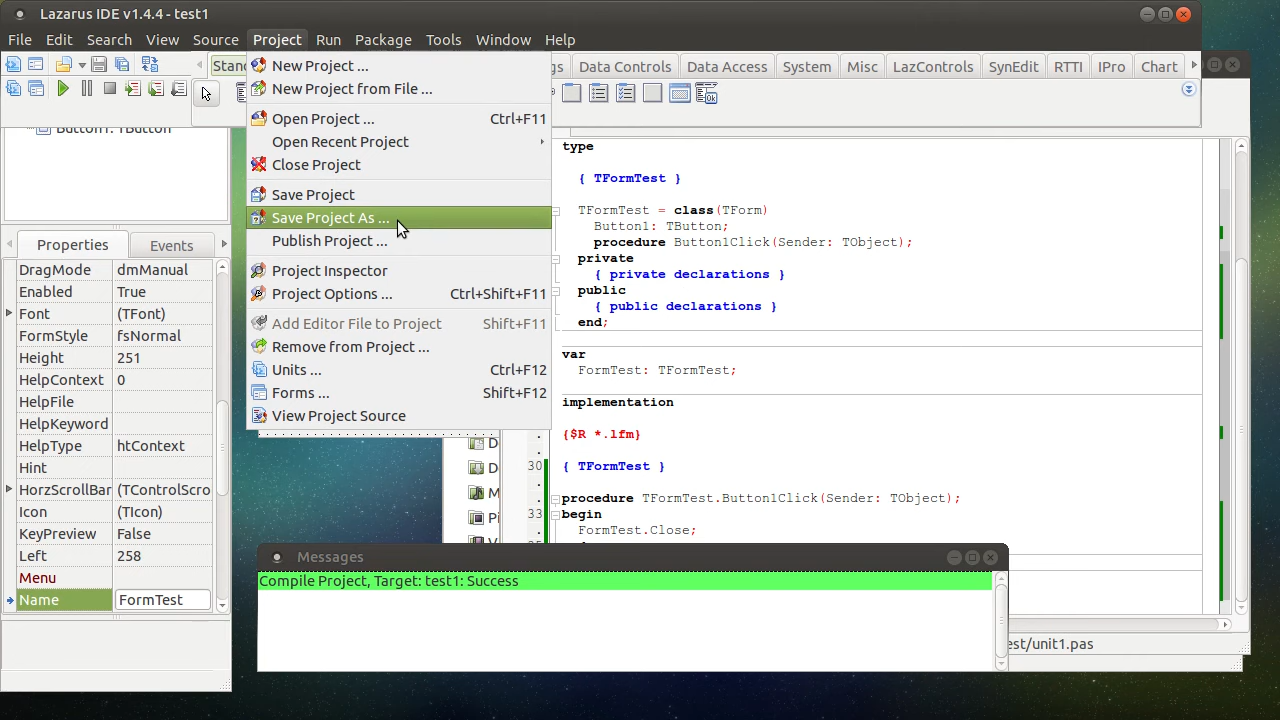 Lazarus IDE v1.4.4 - test1
File Edit Search View Source Project Run Package Tools Window Help
Data Controls Data Access System Misc LazControls SynEdit RTTI IPro Chart
New Project ...
New Project from File ...
Open Project ... Ctrl+F11
Open Recent Project
Close Project
Save Project
Save Project As ...
Publish Project ...
Project Inspector
Project Options ... Ctrl+Shift+F11
Add Editor File to Project Shift+F11
Remove from Project ...
Units ... Ctrl+F12
Forms ... Shift+F12
View Project Source
Button1: TButton
Properties Events
DragMode dmManual
Enabled True
Font (TFont)
FormStyle fsNormal
Height 251
HelpContext 0
HelpFile
HelpKeyword
HelpType htContext
Hint
HorzScrollBar (TControlScro
Icon (TIcon)
KeyPreview False
Left 258
Menu
Name FormTest
type
{ TFormTest }
TFormTest = class(TForm)
Button1: TButton;
procedure Button1Click(Sender: TObject);
private
{ private declarations }
public
{ public declarations }
end;
var
FormTest: TFormTest;
implementation
{$R *.lfm}
30 { TFormTest }
procedure TFormTest.Button1Click(Sender: TObject);
33 begin
FormTest.Close;
Messages
Compile Project, Target: test1: Success
est/unit1.pas